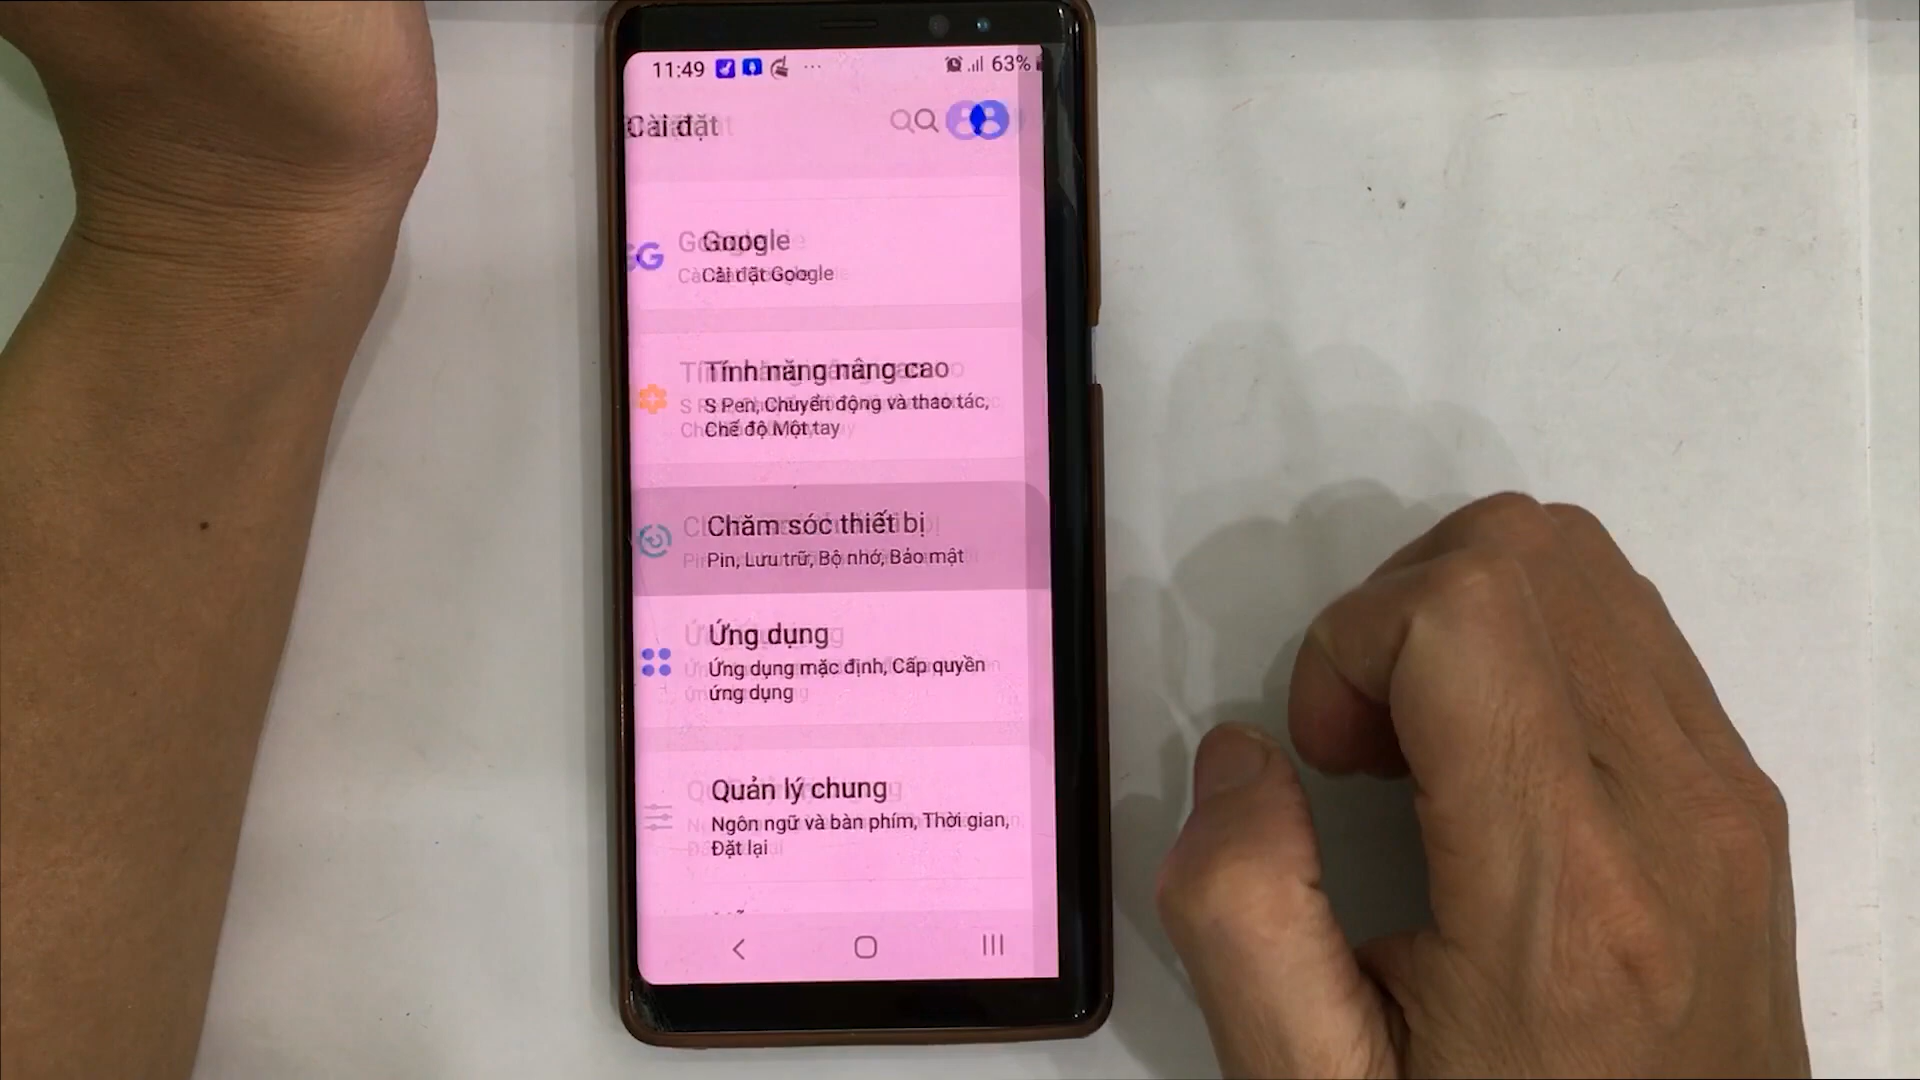 11:49 63%
Cài đặt
Google
Cài đặt Google
Tính năng nâng cao
S Pen, Chuyển động và thao tác,
Chế độ Một tay
Chăm sóc thiết bị
Pin, Lưu trữ, Bộ nhớ, Bảo mật
Ứng dụng
Ứng dụng mặc định, Cấp quyền
ứng dụng
Quản lý chung
Ngôn ngữ và bàn phím, Thời gian,
Đặt lại